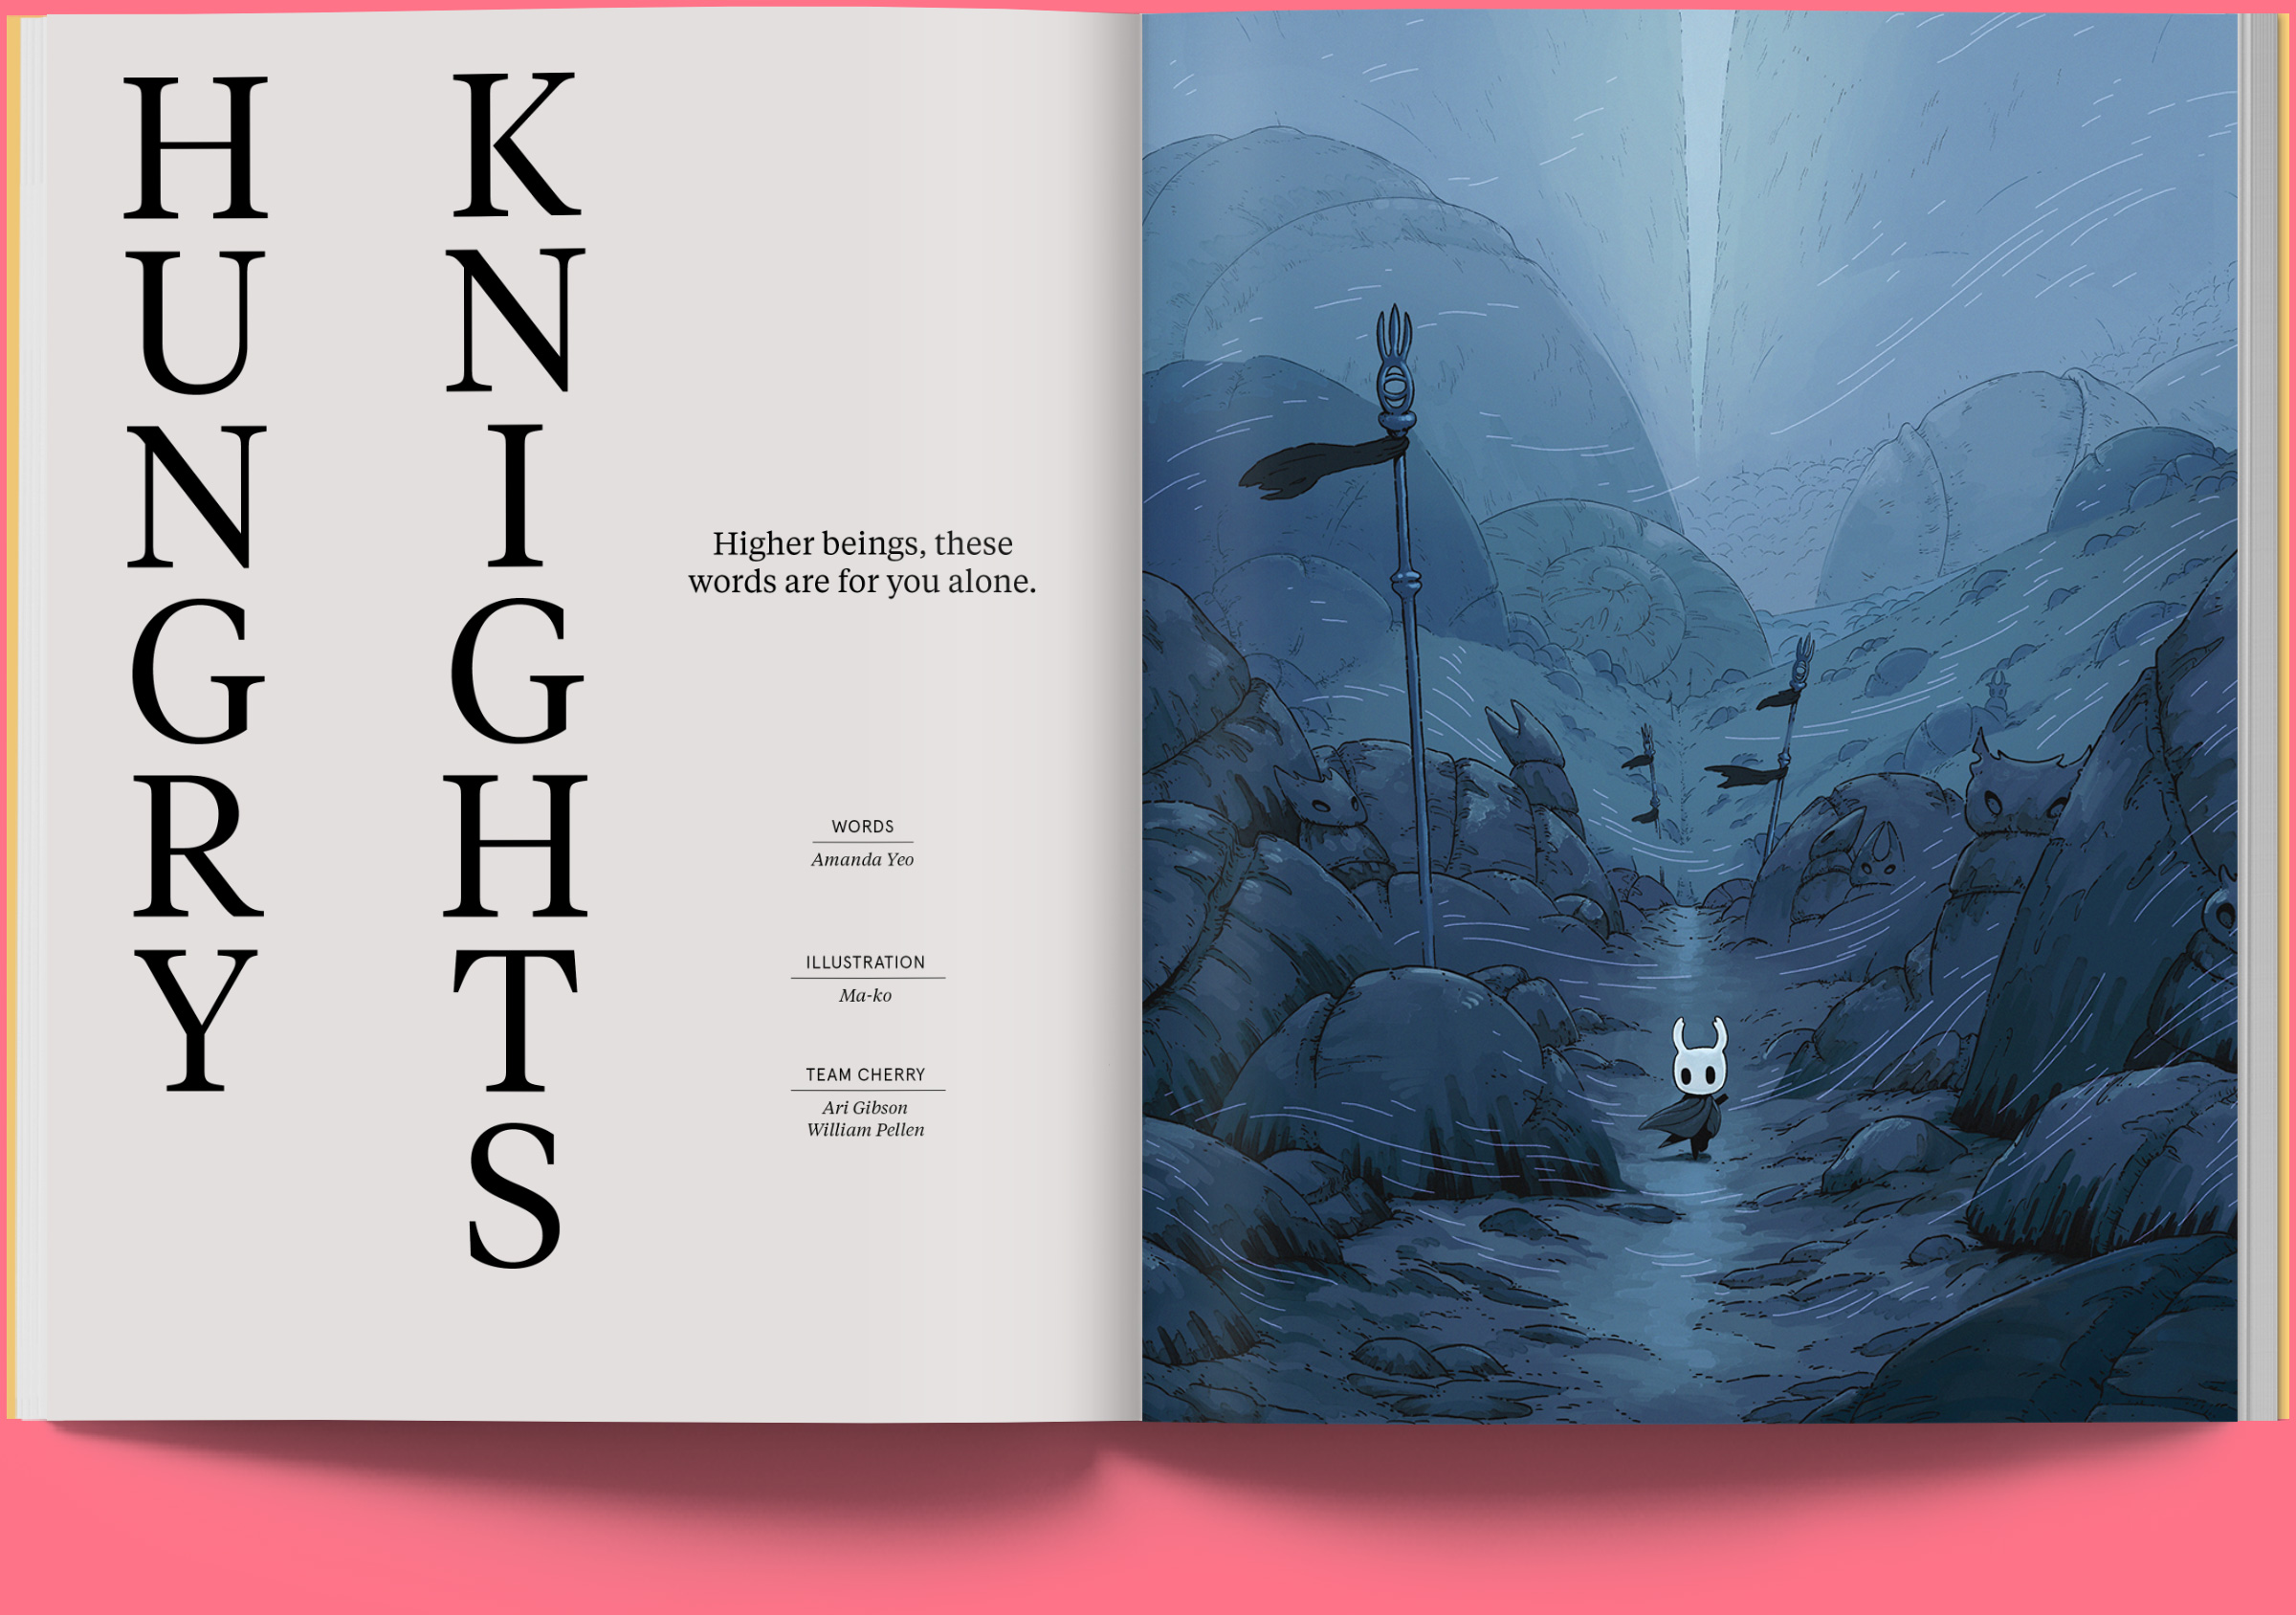 HUNGRY
KNIGHTS
Higher beings, these
words are for you alone.
WORDS
Amanda Yeo
ILLUSTRATION
Ma-ko
TEAM CHERRY
Ari Gibson
William Pellen